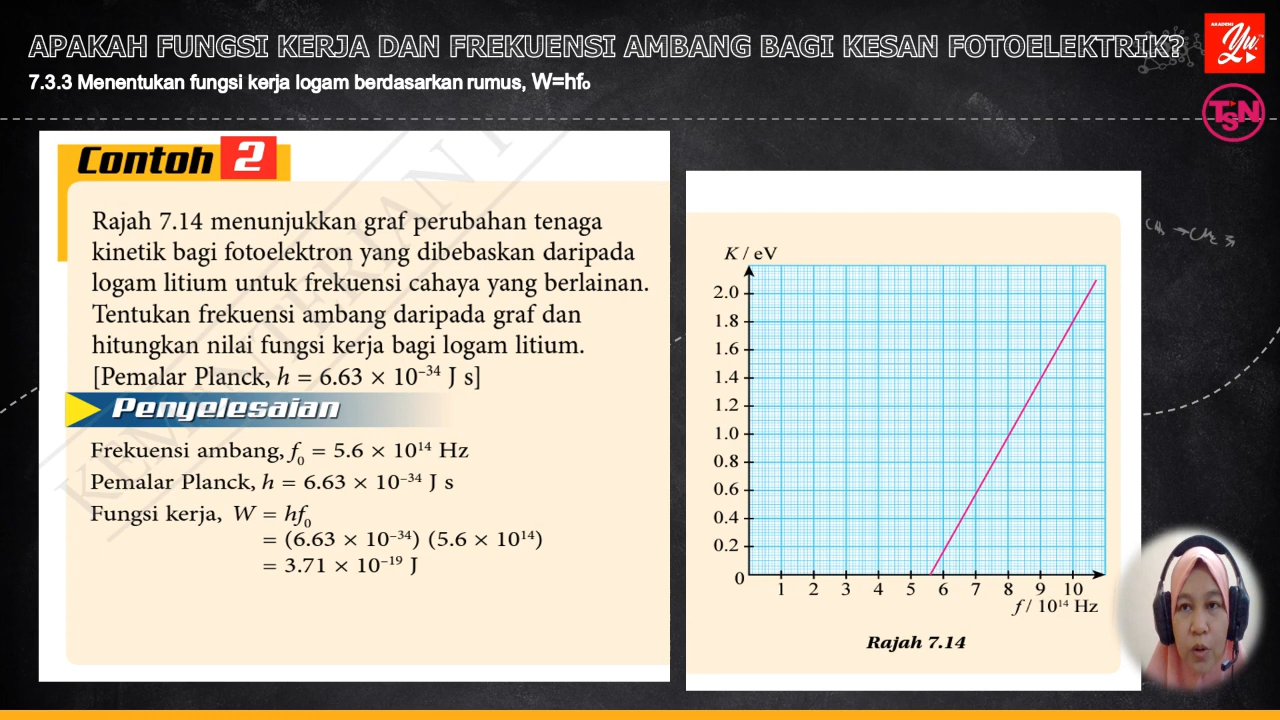 APAKAH FUNGSI KERJA DAN FREKUENSI AMBANG BAGI KESAN FOTOELEKTRIK?
7.3.3 Menentukan fungsi kerja logam berdasarkan rumus, W=hf₀
AKADEMI
Yu.
TSN
Contoh 2
Rajah 7.14 menunjukkan graf perubahan tenaga
kinetik bagi fotoelektron yang dibebaskan daripada
logam litium untuk frekuensi cahaya yang berlainan.
Tentukan frekuensi ambang daripada graf dan
hitungkan nilai fungsi kerja bagi logam litium.
[Pemalar Planck, h = 6.63 × 10⁻³⁴ J s]
Penyelesaian
Frekuensi ambang, f₀ = 5.6 × 10¹⁴ Hz
Pemalar Planck, h = 6.63 × 10⁻³⁴ J s
Fungsi kerja, W = hf₀
= (6.63 × 10⁻³⁴) (5.6 × 10¹⁴)
= 3.71 × 10⁻¹⁹ J
K / eV
2.0
1.8
1.6
1.4
1.2
1.0
0.8
0.6
0.4
0.2
0
1 2 3 4 5 6 7 8 9 10
f / 10¹⁴ Hz
Rajah 7.14